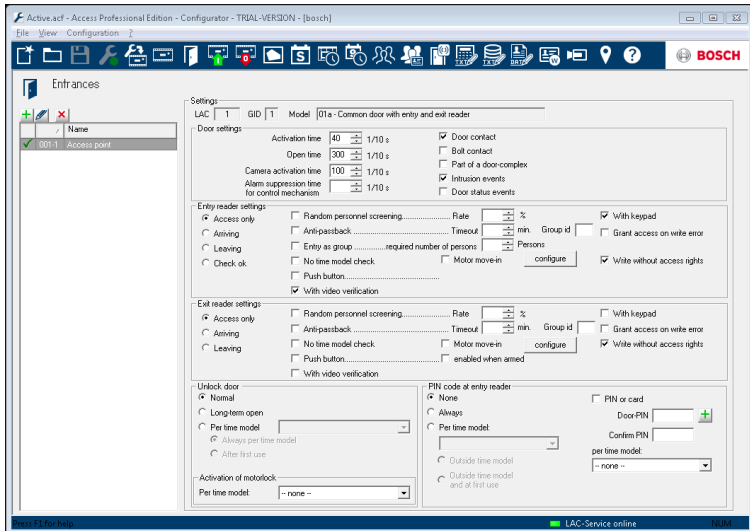 Active.acf - Access Professional Edition - Configurator - TRIAL-VERSION - [bosch]
File View Configuration ?
BOSCH
Entrances
Name
001-1 Access point
Settings
LAC 1 GID 1 Model 01a - Common door with entry and exit reader
Door settings
Activation time 40 1/10 s Door contact
Open time 300 1/10 s Bolt contact
Camera activation time 100 1/10 s Part of a door-complex
Alarm suppression time for control mechanism 1/10 s Intrusion events
Door status events
Entry reader settings
Access only Random personnel screening.................... Rate % With keypad
Arriving Anti-passback ........................................ Timeout min. Group id Grant access on write error
Leaving Entry as group ..............required number of persons Persons
Check ok No time model check Motor move-in configure Write without access rights
Push button........................................
With video verification
Exit reader settings
Access only Random personnel screening.................... Rate % With keypad
Arriving Anti-passback ........................................ Timeout min. Group id Grant access on write error
Leaving No time model check Motor move-in configure Write without access rights
Push button........................................ enabled when armed
With video verification
Unlock door
Normal
Long-term open
Per time model
Always per time model
After first use
Activation of motorlock
Per time model: -- none --
PIN code at entry reader
None PIN or card
Always Door-PIN
Per time model: Confirm PIN
per time model:
Outside time model -- none --
Outside time model
and at first use
Press F1 for help LAC-Service online NUM